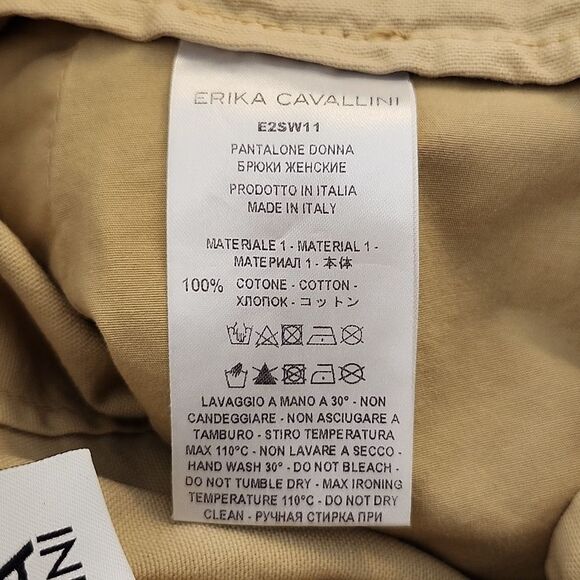 ERIKA CAVALLINI
E2SW11
PANTALONE DONNA
БРЮКИ ЖЕНСКИЕ
PRODOTTO IN ITALIA
MADE IN ITALY
MATERIALE 1 - MATERIAL 1 -
МАТЕРИАЛ 1 - 本体
100% COTONE - COTTON -
ХЛОПОК - コットン
LAVAGGIO A MANO A 30° - NON
CANDEGGIARE - NON ASCIUGARE A
TAMBURO - STIRO TEMPERATURA
MAX 110°C - NON LAVARE A SECCO -
HAND WASH 30° - DO NOT BLEACH -
DO NOT TUMBLE DRY - MAX IRONING
TEMPERATURE 110°C - DO NOT DRY
CLEAN - РУЧНАЯ СТИРКА ПРИ